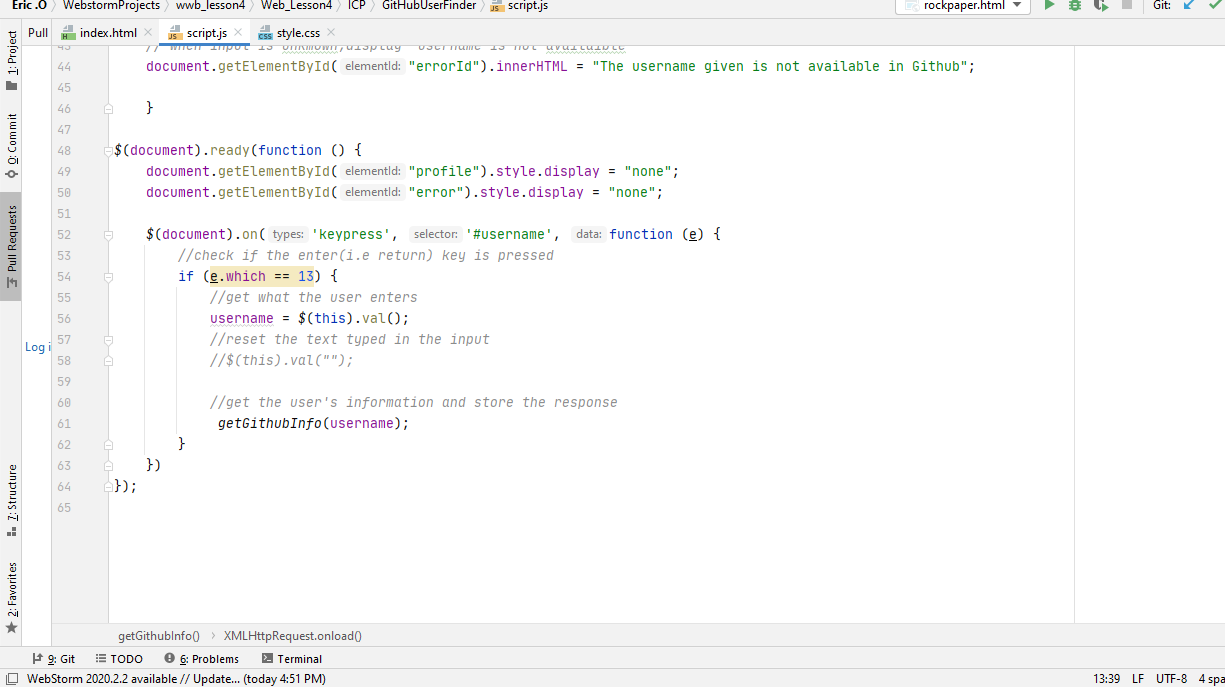 Eric .O WebstormProjects wwb_lesson4 Web_Lesson4 ICP GitHubUserFinder script.js rockpaper.html Git:
Pull index.html script.js style.css
1: Project
0: Commit
Pull Requests
7: Structure
2: Favorites
Log i
43 // when input is unknown,display username is not available
44 document.getElementById( elementId: "errorId").innerHTML = "The username given is not available in Github";
45
46 }
47
48 $(document).ready(function () {
49 document.getElementById( elementId: "profile").style.display = "none";
50 document.getElementById( elementId: "error").style.display = "none";
51
52 $(document).on( types: 'keypress', selector: '#username', data: function (e) {
53 //check if the enter(i.e return) key is pressed
54 if (e.which == 13) {
55 //get what the user enters
56 username = $(this).val();
57 //reset the text typed in the input
58 //$(this).val("");
59
60 //get the user's information and store the response
61 getGithubInfo(username);
62 }
63 })
64 });
65
getGithubInfo() XMLHttpRequest.onload()
9: Git TODO 6: Problems Terminal
WebStorm 2020.2.2 available // Update... (today 4:51 PM) 13:39 LF UTF-8 4 spa